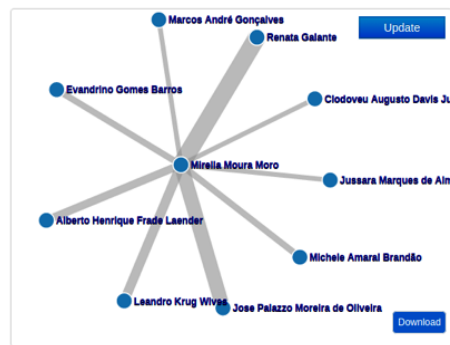 Marcos André Gonçalves
Update
Renata Galante
Evandrino Gomes Barros
Clodoveu Augusto Davis Ju
Mirella Moura Moro
Jussara Marques de Alm
Alberto Henrique Frade Laender
Michele Amaral Brandão
Leandro Krug Wives
Jose Palazzo Moreira de Oliveira
Download